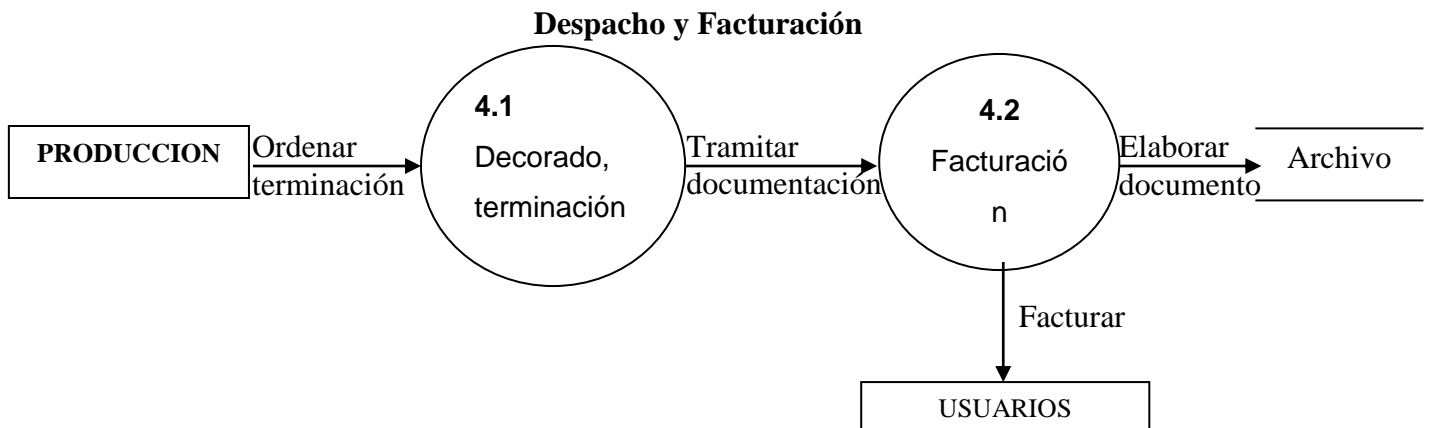 Despacho y Facturación
PRODUCCION
Ordenar
terminación
4.1
Decorado,
terminación
Tramitar
documentación
4.2
Facturació
n
Elaborar
documento
Archivo
Facturar
USUARIOS